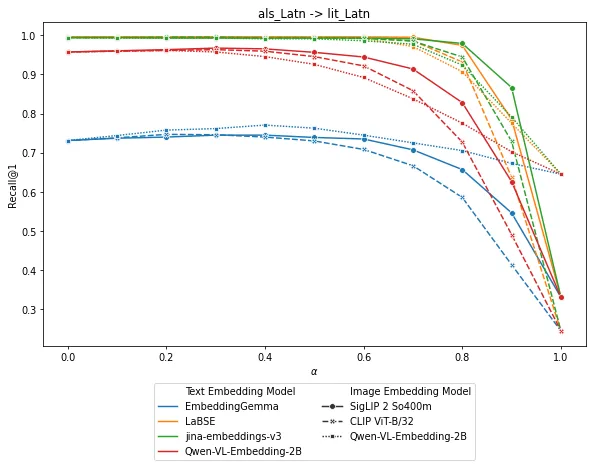 als_Latn -> lit_Latn
Recall@1
1.0
0.9
0.8
0.7
0.6
0.5
0.4
0.3
0.0 0.2 0.4 0.6 0.8 1.0
α
Text Embedding Model
EmbeddingGemma
LaBSE
jina-embeddings-v3
Qwen-VL-Embedding-2B
Image Embedding Model
SigLIP 2 So400m
CLIP ViT-B/32
Qwen-VL-Embedding-2B